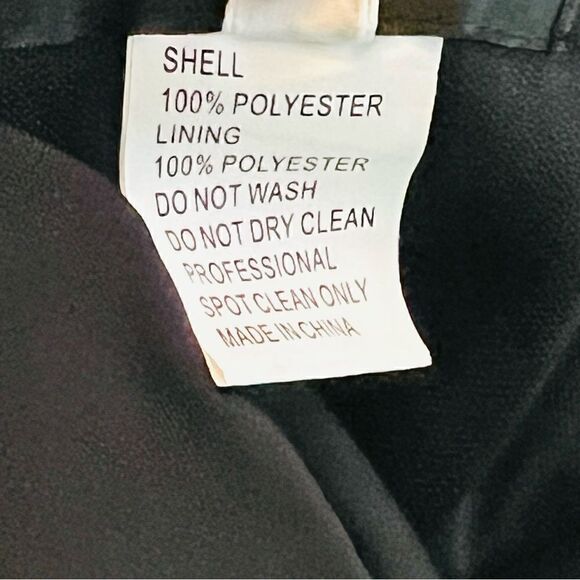 SHELL
100% POLYESTER
LINING
100% POLYESTER
DO NOT WASH
DO NOT DRY CLEAN
PROFESSIONAL
SPOT CLEAN ONLY
MADE IN CHINA